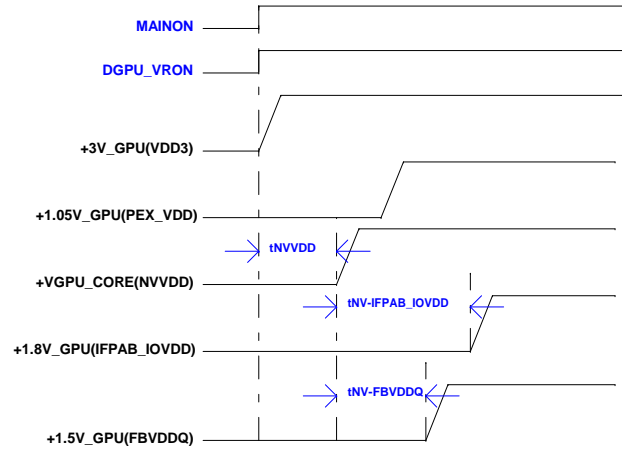 MAINON
DGPU_VRON
+3V_GPU(VDD3)
+1.05V_GPU(PEX_VDD)
tNVVDD
+VGPU_CORE(NVVDD)
tNV-IFPAB_IOVDD
+1.8V_GPU(IFPAB_IOVDD)
tNV-FBVDDQ
+1.5V_GPU(FBVDDQ)